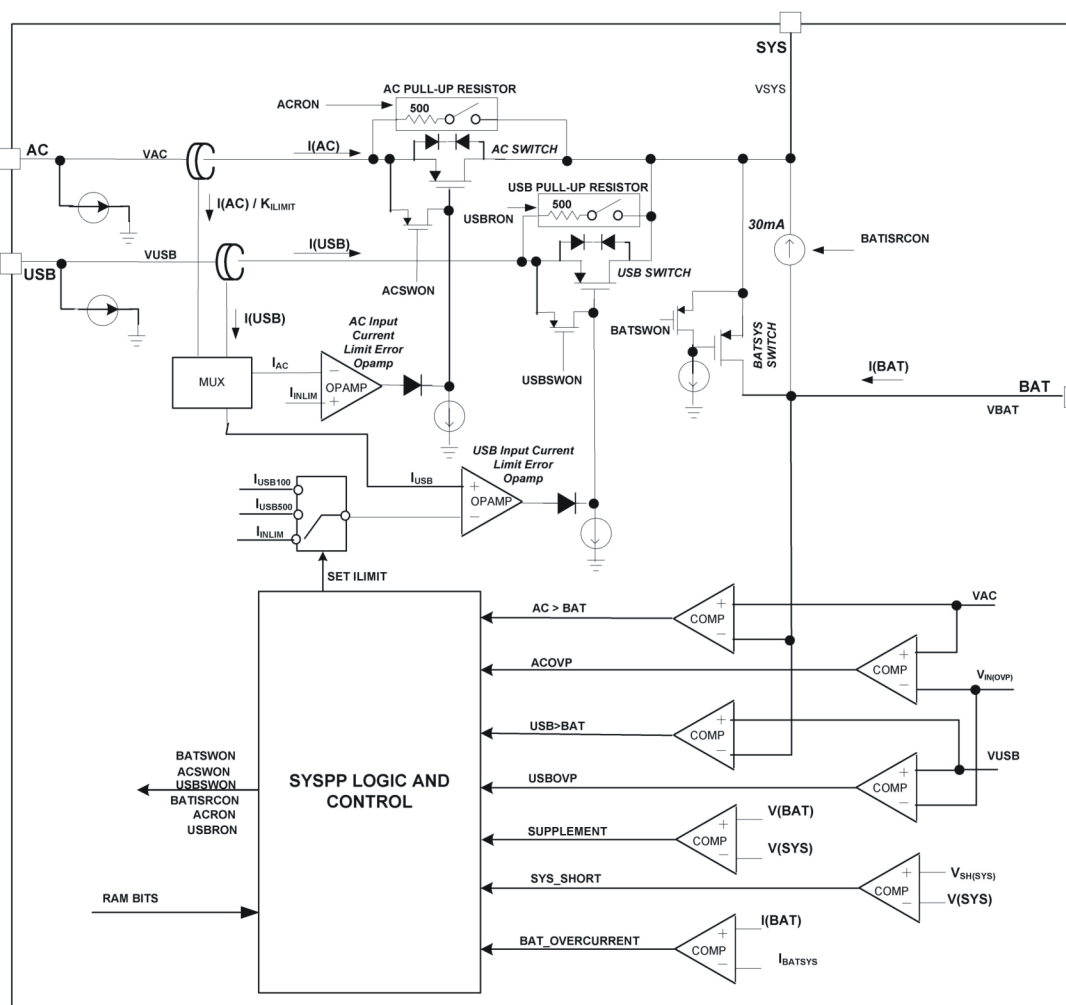 SYS
VSYS
AC PULL-UP RESISTOR
ACRON
500
I(AC)
AC SWITCH
AC
VAC
I(AC) / KILIMIT
USB PULL-UP RESISTOR
USBRON
500
30mA
BATISRCON
VUSB
I(USB)
USB
USB SWITCH
ACSWON
I(USB)
BATSWON
BATSYS
SWITCH
AC Input
Current
Limit Error
Opamp
USBSWON
I(BAT)
BAT
VBAT
MUX
IAC
−
OPAMP
IINLIM
+
USB Input Current
Limit Error
Opamp
IUSB100
IUSB500
IINLIM
IUSB
+
OPAMP
−
SET ILIMIT
AC > BAT
+
COMP
−
VAC
ACOVP
+
COMP
−
VIN(OVP)
USB>BAT
+
COMP
−
VUSB
USBOVP
+
COMP
−
BATSWON
ACSWON
USBSWON
BATISRCON
ACRON
USBRON
SYSPP LOGIC AND
CONTROL
SUPPLEMENT
+
COMP
−
V(BAT)
V(SYS)
SYS_SHORT
+
COMP
−
VSH(SYS)
V(SYS)
RAM BITS
BAT_OVERCURRENT
+
COMP
−
I(BAT)
IBATSYS